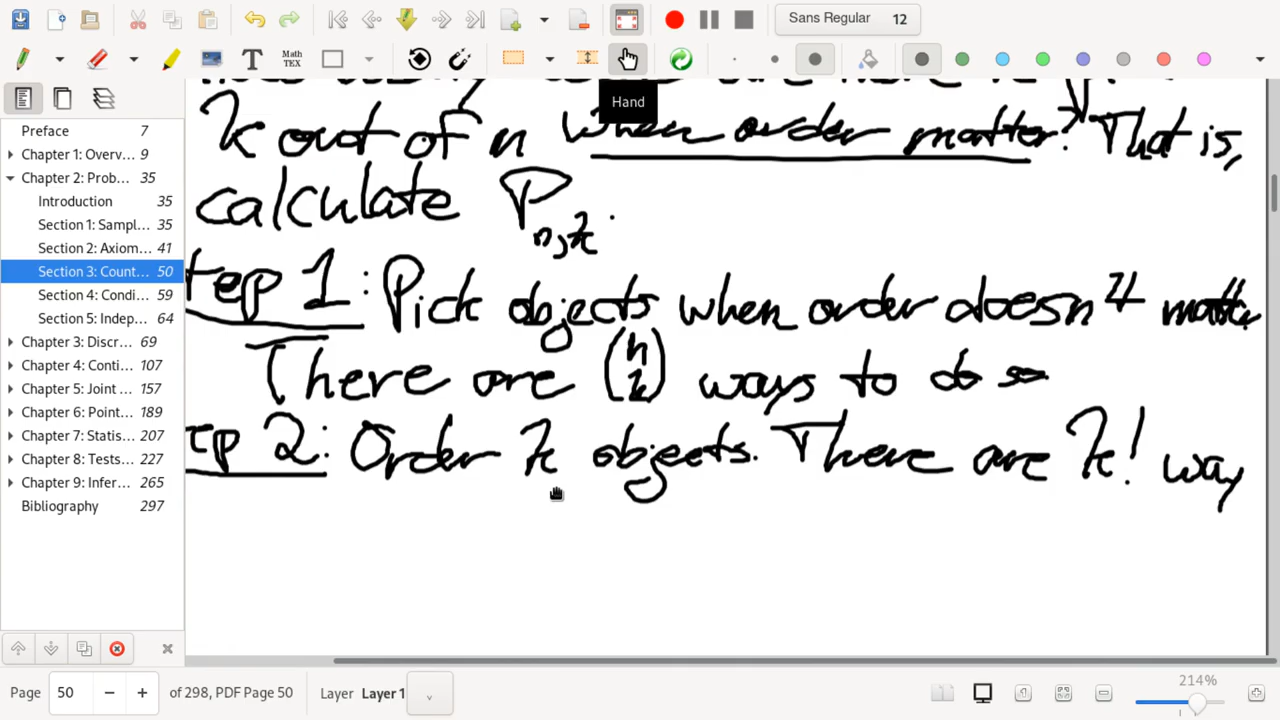 Sans Regular 12
Math TEX
Hand
Preface 7
Chapter 1: Overv... 9
Chapter 2: Prob... 35
Introduction 35
Section 1: Sampl... 35
Section 2: Axiom... 41
Section 3: Count... 50
Section 4: Condi... 59
Section 5: Indep... 64
Chapter 3: Discr... 69
Chapter 4: Conti... 107
Chapter 5: Joint ... 157
Chapter 6: Point... 189
Chapter 7: Statis... 207
Chapter 8: Tests... 227
Chapter 9: Infer... 265
Bibliography 297
k out of n when order matter? That is,
calculate P_{n,k}.
tep 1: Pick objects when order doesn't matter
There are (n k) ways to do so
ep 2: Order k objects. There are k! way
Page 50 of 298, PDF Page 50 Layer Layer 1 214%